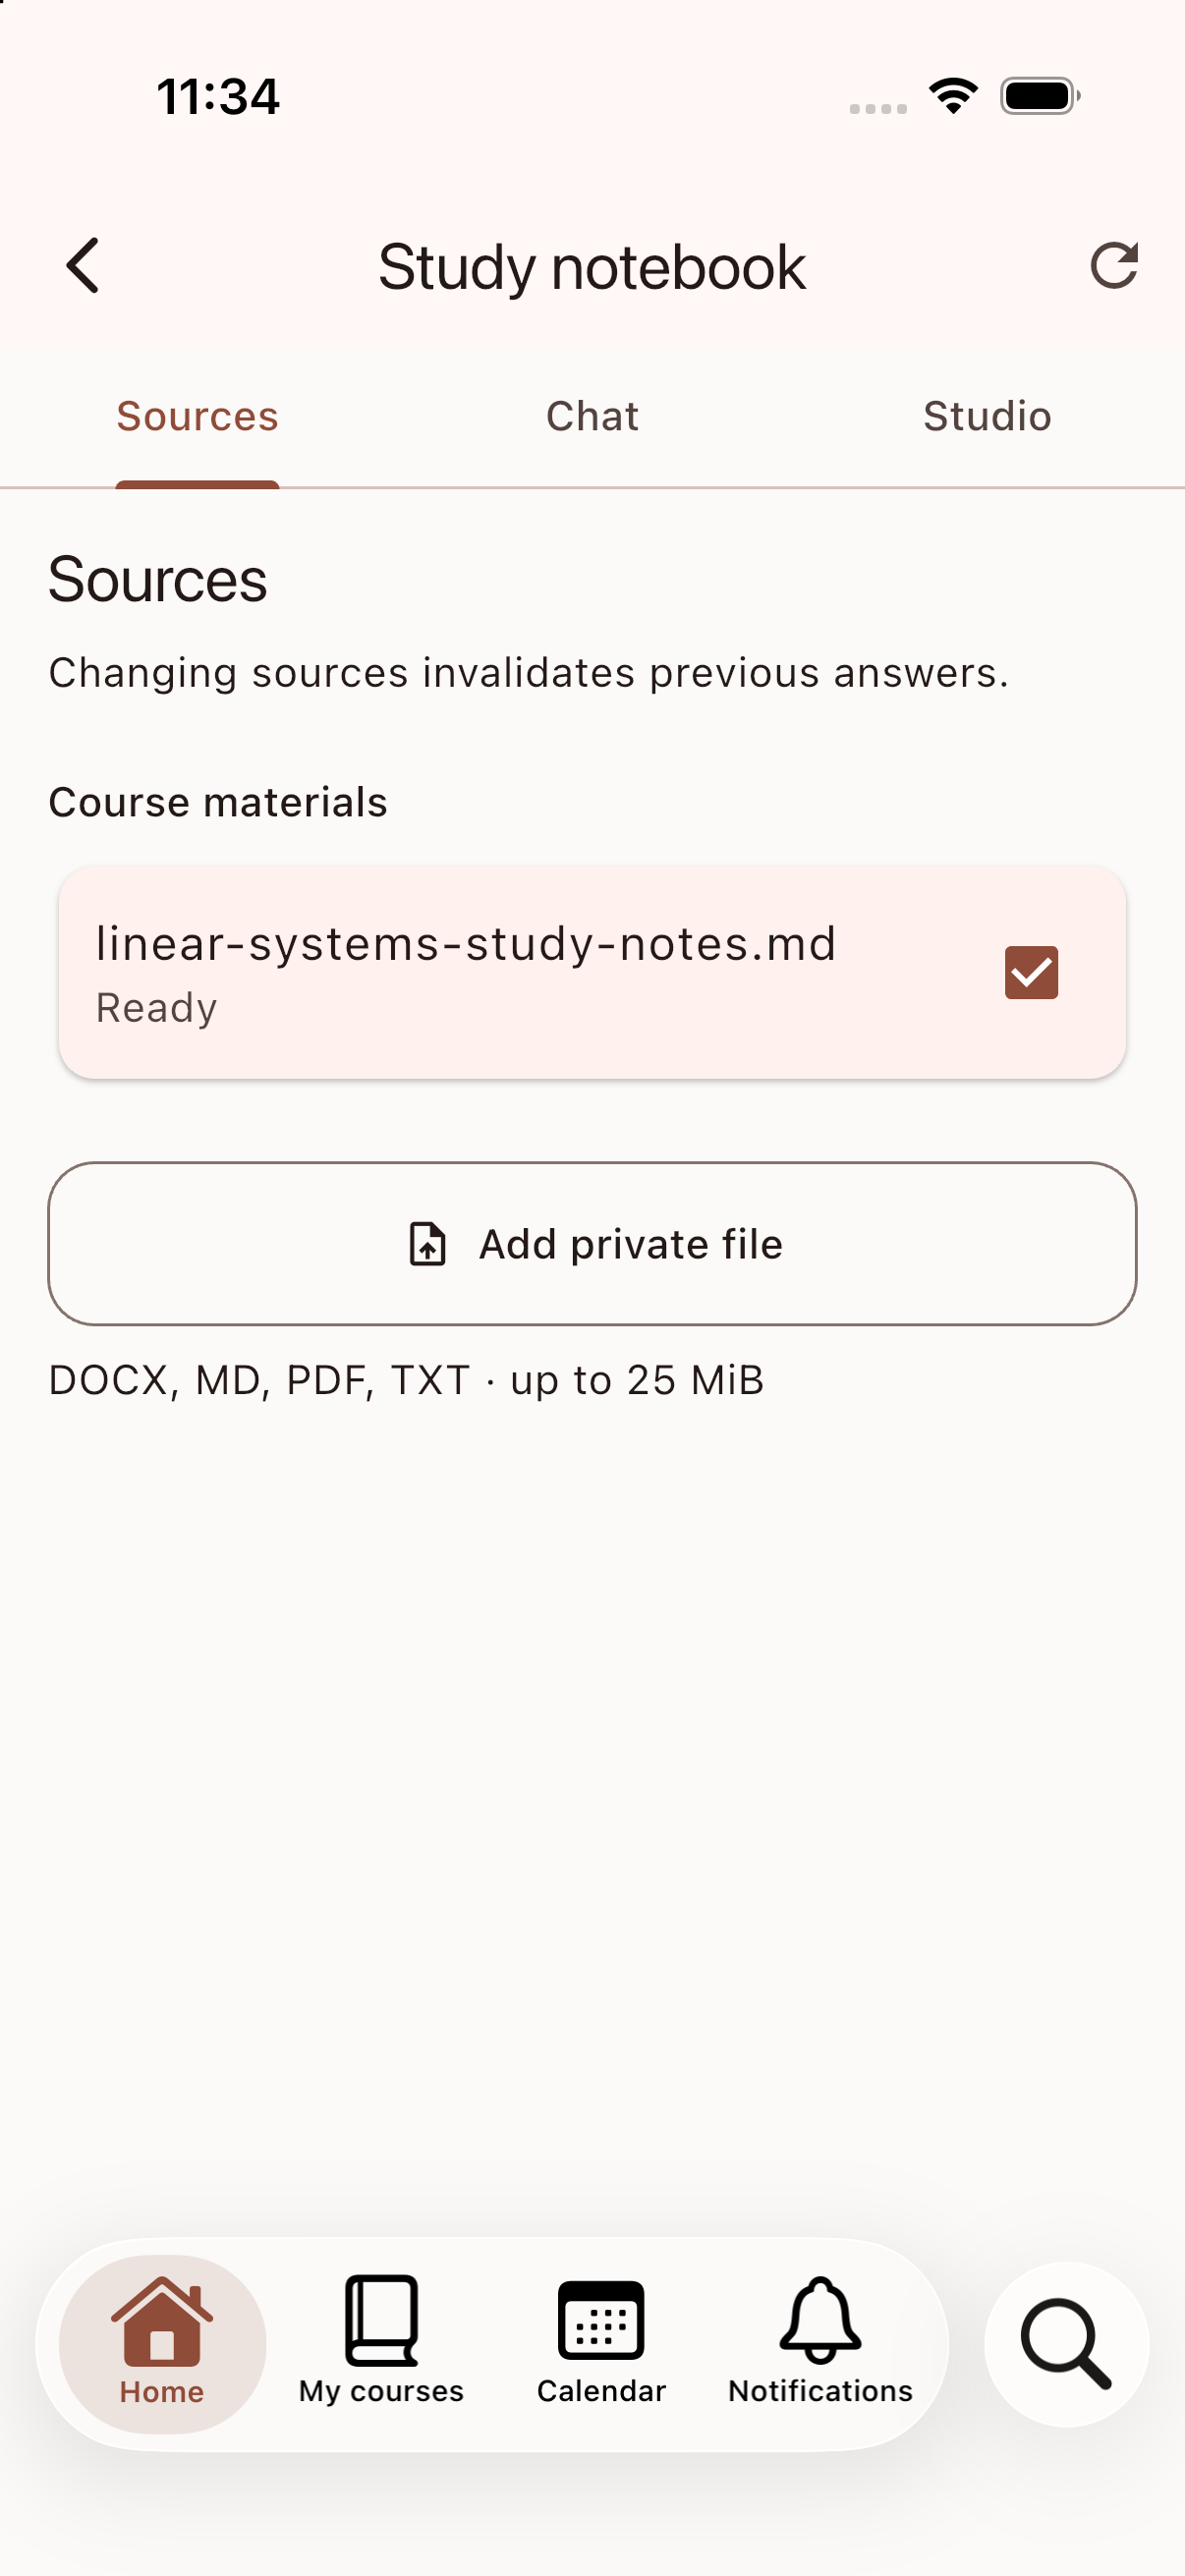 11:34
Study notebook
Sources
Chat
Studio
Sources
Changing sources invalidates previous answers.
Course materials
linear-systems-study-notes.md
Ready
Add private file
DOCX, MD, PDF, TXT · up to 25 MiB
Home
My courses
Calendar
Notifications